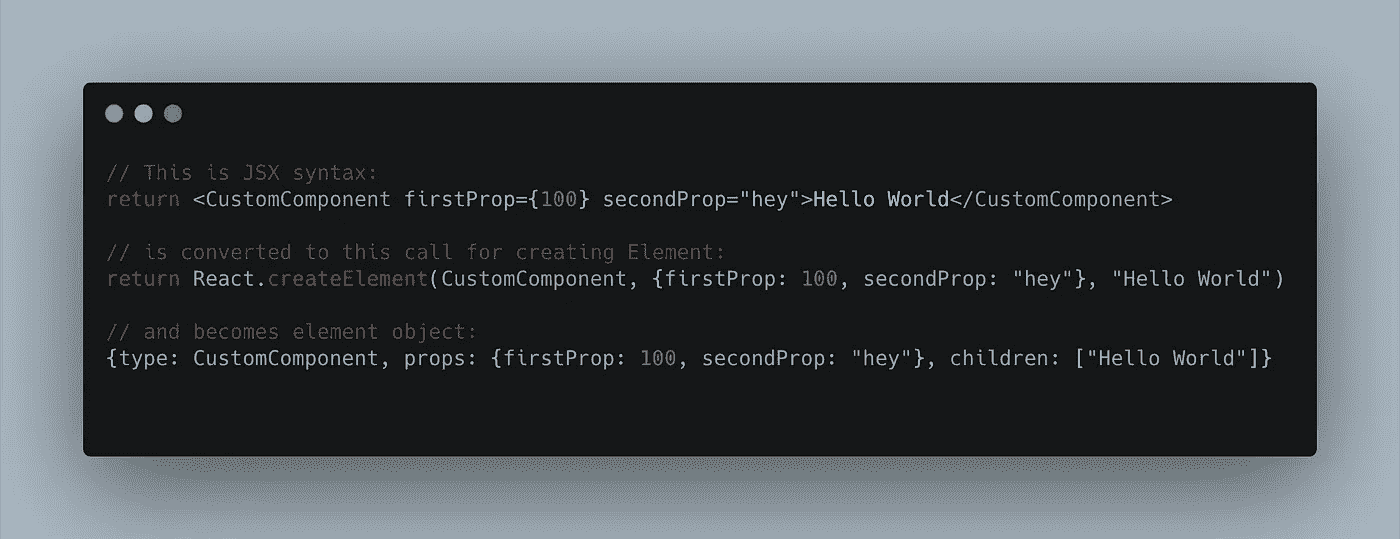 // This is JSX syntax:
return <CustomComponent firstProp={100} secondProp="hey">Hello World</CustomComponent>
// is converted to this call for creating Element:
return React.createElement(CustomComponent, {firstProp: 100, secondProp: "hey"}, "Hello World")
// and becomes element object:
{type: CustomComponent, props: {firstProp: 100, secondProp: "hey"}, children: ["Hello World"]}